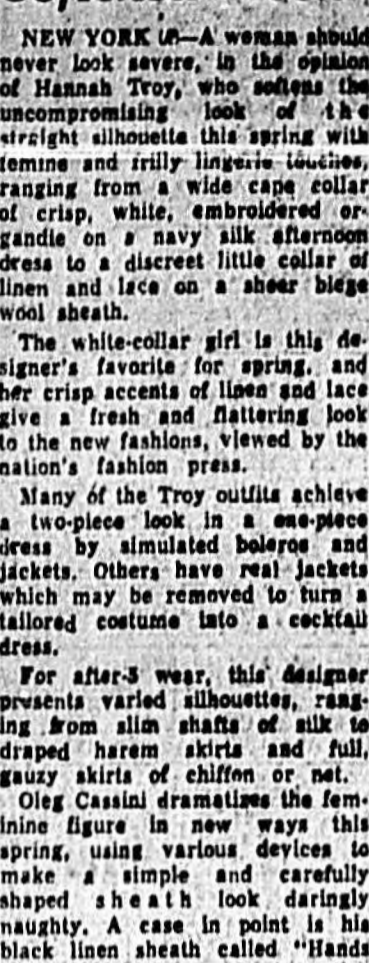 NEW YORK (AP)—A woman should
never look severe, in the opinion
of Hannah Troy, who softens the
uncompromising look of the
straight silhouette this spring with
femine and frilly lingerie touches,
ranging from a wide cape collar
of crisp, white, embroidered or-
gandie on a navy silk afternoon
dress to a discreet little collar of
linen and lace on a sheer biege
wool sheath.
The white-collar girl is this de-
signer's favorite for spring, and
her crisp accents of linen and lace
give a fresh and flattering look
to the new fashions, viewed by the
nation's fashion press.
Many of the Troy outfits achieve
a two-piece look in a one-piece
dress by simulated boleros and
jackets. Others have real jackets
which may be removed to turn a
tailored costume into a cocktail
dress.
For after-5 wear, this designer
presents varied silhouettes, rang-
ing from slim shafts of silk to
draped harem skirts and full,
gauzy skirts of chiffon or net.
Oleg Cassini dramatizes the fem-
inine figure in new ways this
spring, using various devices to
make a simple and carefully
shaped sheath look daringly
naughty. A case in point is his
black linen sheath called "Hands